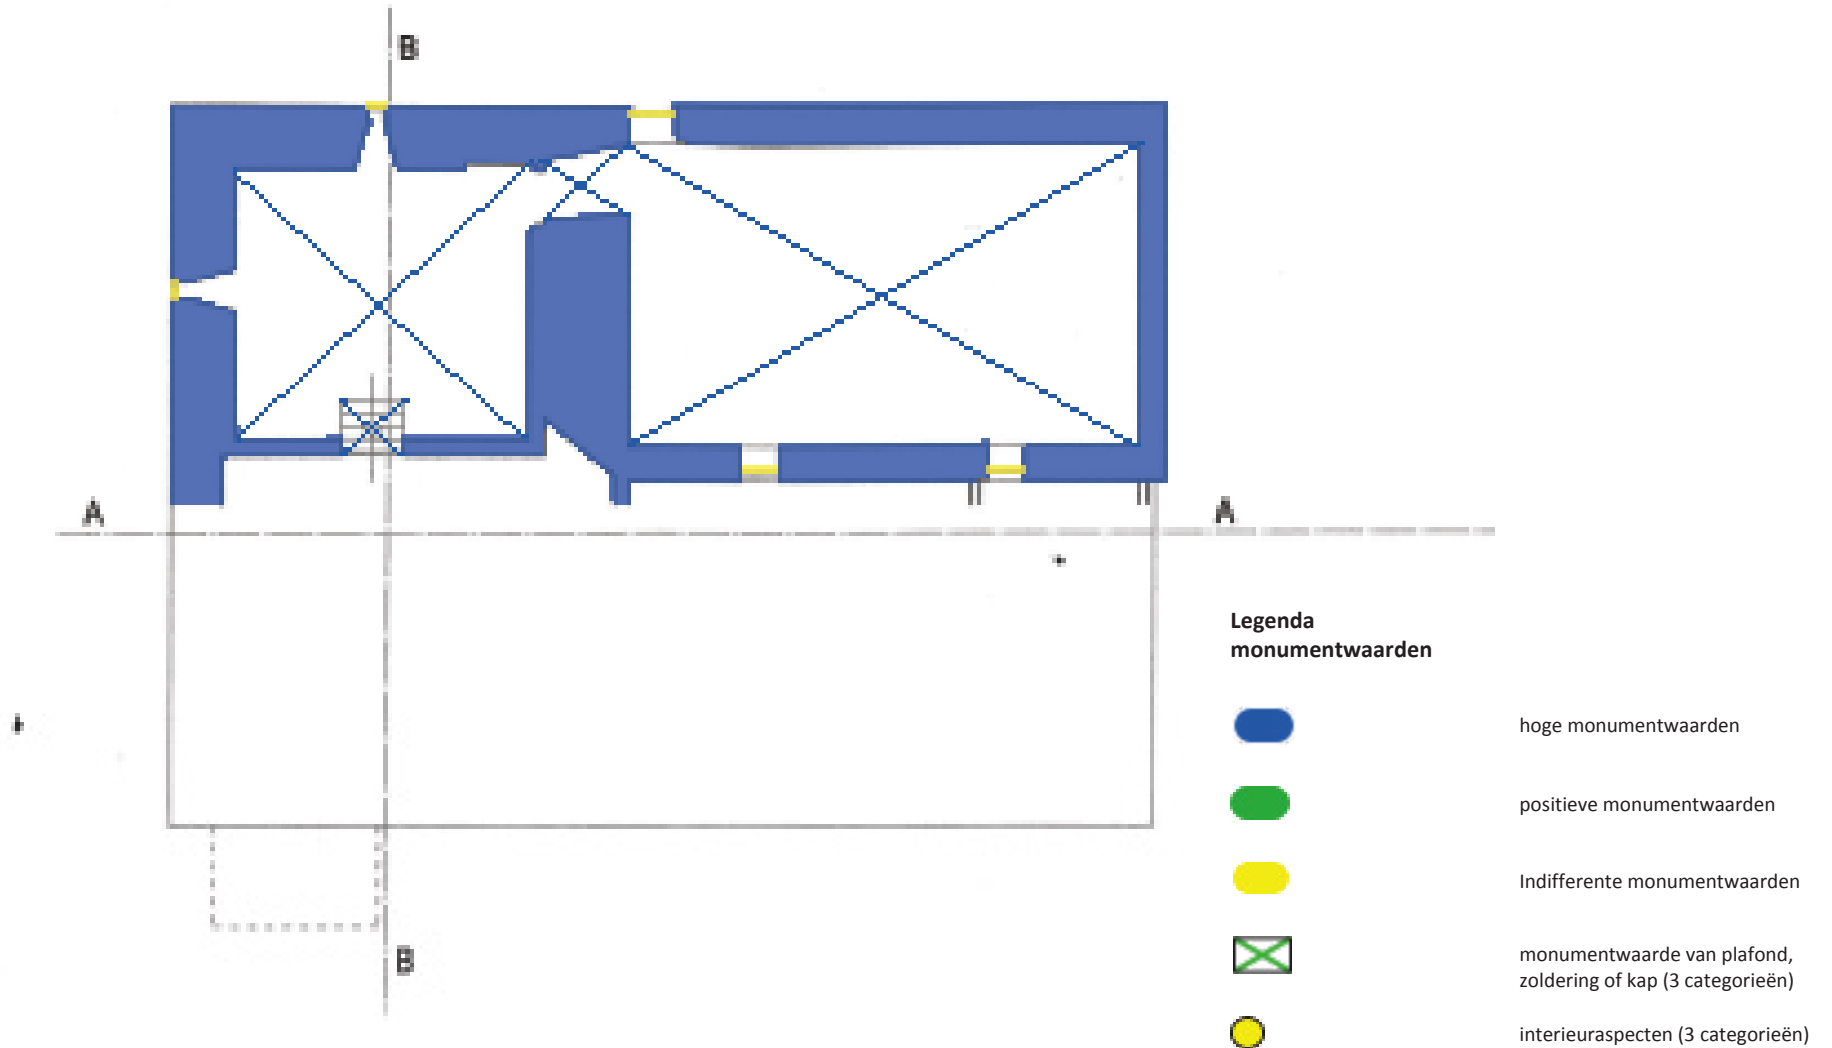 B
A
A
Legenda
monumentwaarden
hoge monumentwaarden
positieve monumentwaarden
Indifferente monumentwaarden
monumentwaarde van plafond,
zoldering of kap (3 categorieën)
B
interieuraspecten (3 categorieën)